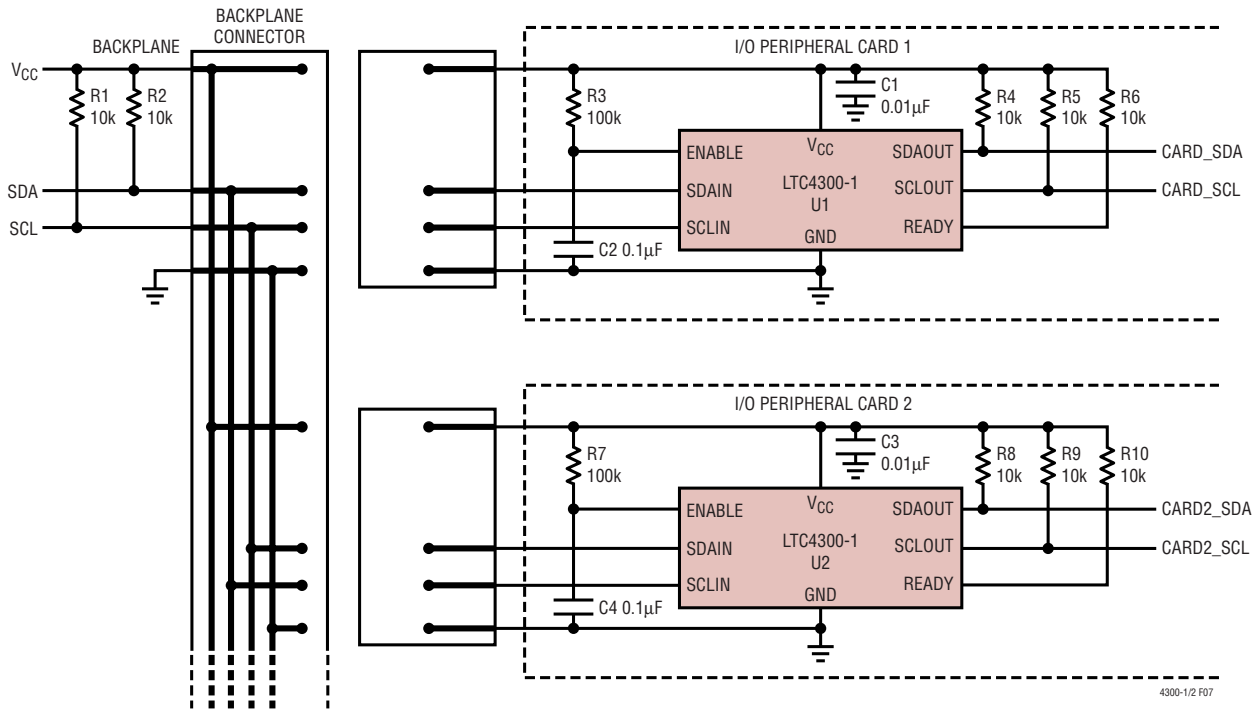 BACKPLANE
CONNECTOR
BACKPLANE
VCC
R1
10k
R2
10k
SDA
SCL
I/O PERIPHERAL CARD 1
R3
100k
C1
0.01µF
R4
10k
R5
10k
R6
10k
ENABLE
VCC
SDAOUT
CARD_SDA
SDAIN
LTC4300-1
U1
SCLOUT
CARD_SCL
SCLIN
GND
READY
C2 0.1µF
I/O PERIPHERAL CARD 2
R7
100k
C3
0.01µF
R8
10k
R9
10k
R10
10k
ENABLE
VCC
SDAOUT
CARD2_SDA
SDAIN
LTC4300-1
U2
SCLOUT
CARD2_SCL
SCLIN
GND
READY
C4 0.1µF
4300-1/2 F07